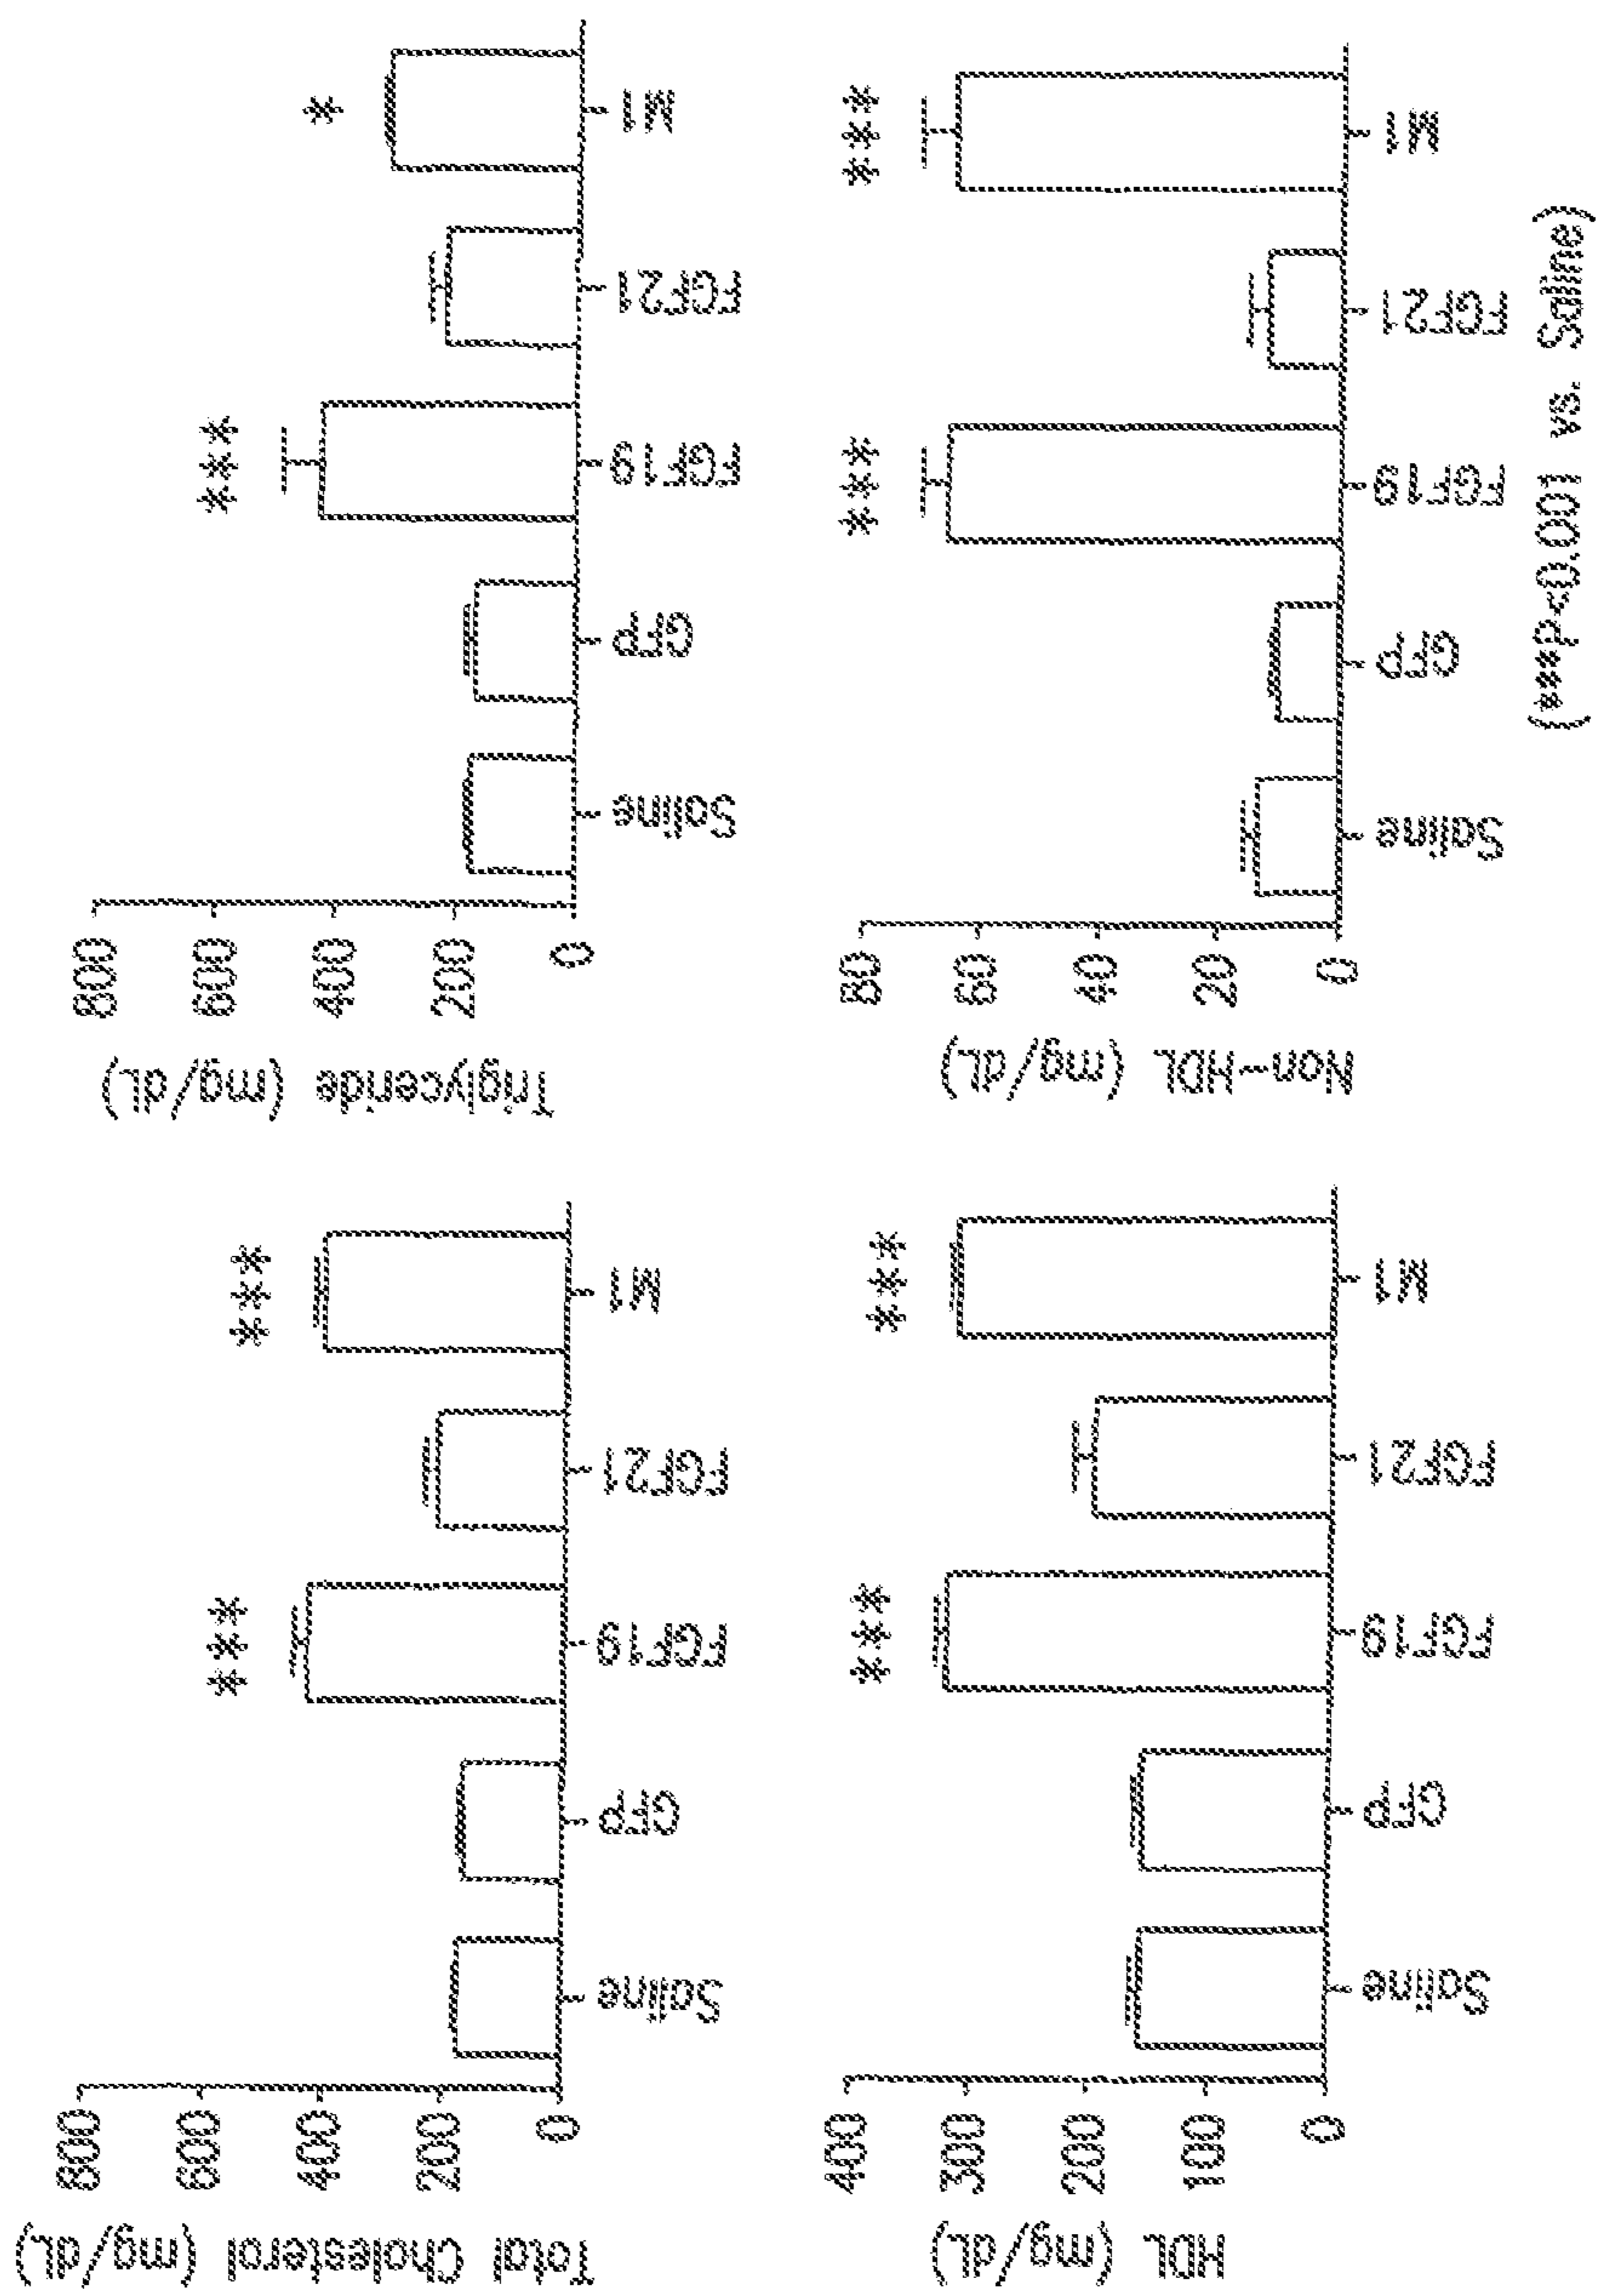 Total Cholesterol (mg/dL)
800
600
400
200
0
***
***
Saline
GFP
FGF19
FGF21
M1
Triglyceride (mg/dL)
800
600
400
200
0
***
*
Saline
GFP
FGF19
FGF21
M1
HDL (mg/dL)
400
300
200
100
0
***
***
Saline
GFP
FGF19
FGF21
M1
Non-HDL (mg/dL)
80
60
40
20
0
***
***
Saline
GFP
FGF19
FGF21
M1
(***P<0.001 vs. Saline)